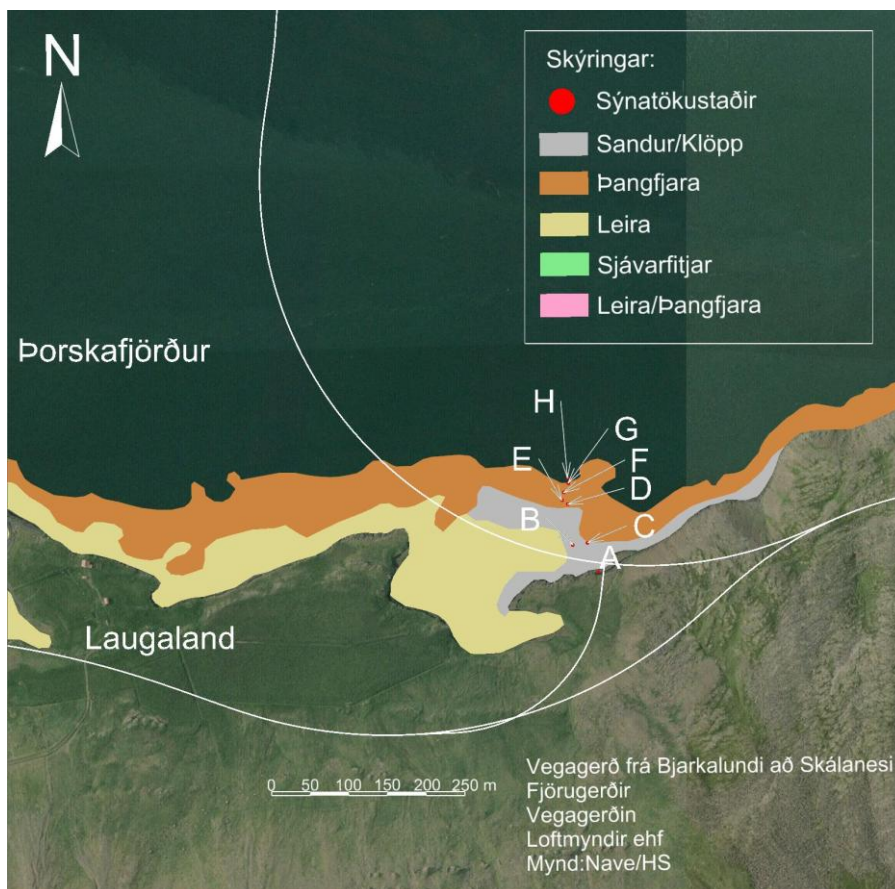 N
Skýringar:
Sýnatökustaðir
Sandur/Klöpp
Þangfjara
Leira
Sjávarfitjar
Leira/Þangfjara
Þorskafjörður
H
G
E
F
D
B
C
A
Laugaland
0 50 100 150 200 250 m
Vegagerð frá Bjarkalundi að Skálanesi
Fjörugerðir
Vegagerðin
Loftmyndir ehf
Mynd:Nave/HS